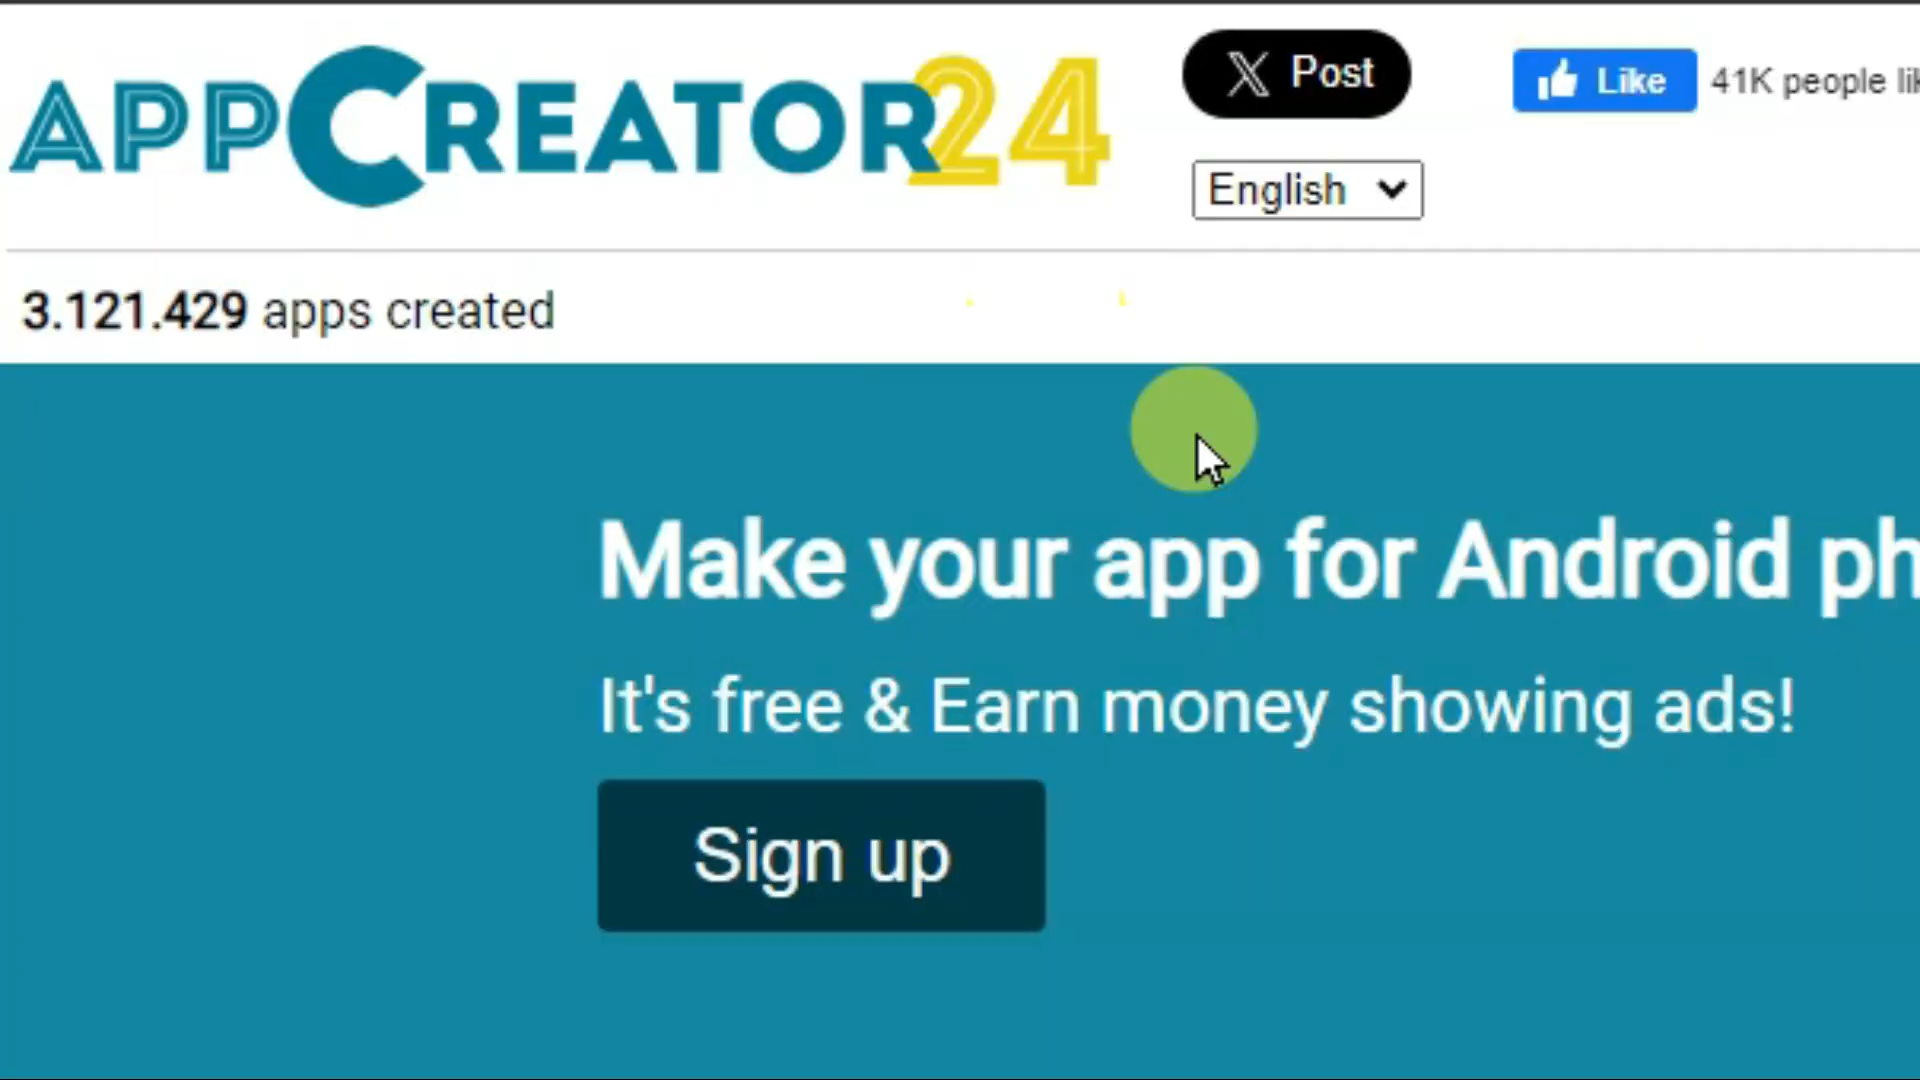 APPCREATOR24
Post
Like 41K people
English
3.121.429 apps created
Make your app for Android
It's free & Earn money showing ads!
Sign up